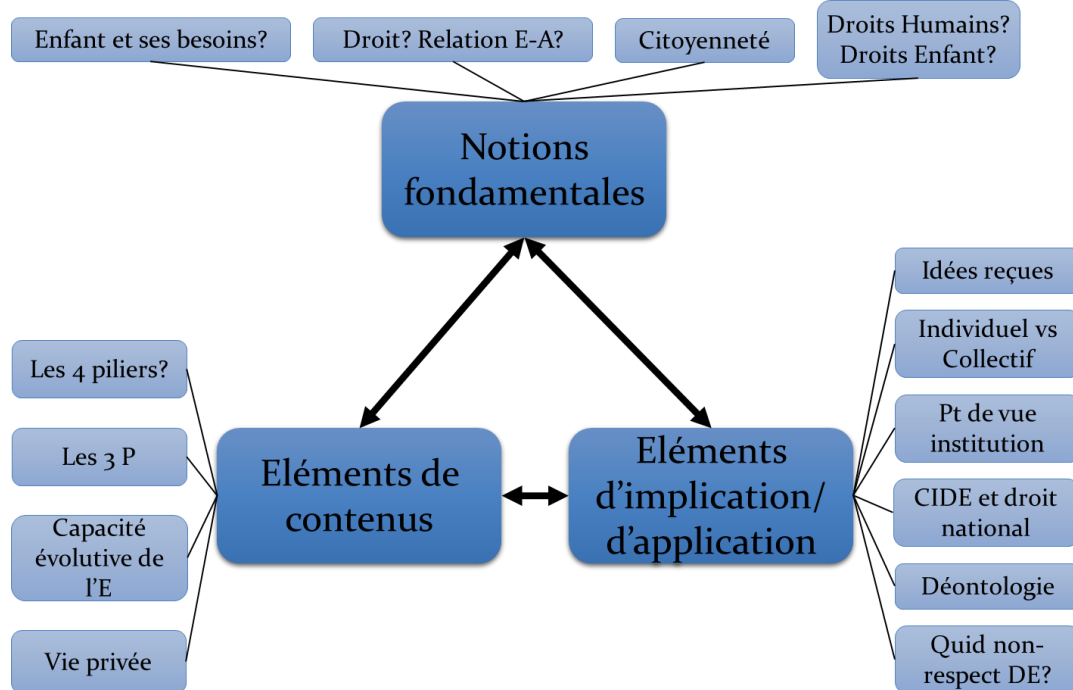 Enfant et ses besoins?
Droit? Relation E-A?
Citoyenneté
Droits Humains?
Droits Enfant?
Notions
fondamentales
Les 4 piliers?
Les 3 P
Capacité
évolutive de
l'E
Vie privée
Eléments de
contenus
Eléments
d'implication/
d'application
Idées reçues
Individuel vs
Collectif
Pt de vue
institution
CIDE et droit
national
Déontologie
Quid non-
respect DE?